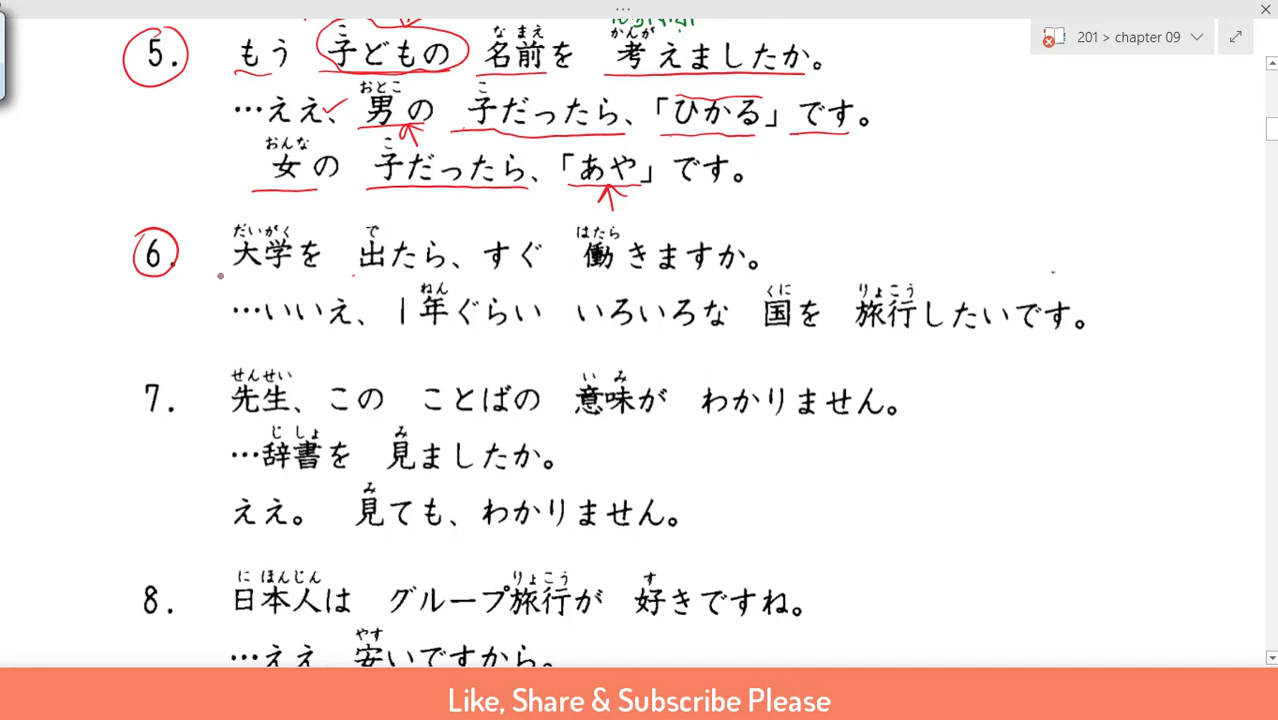 201 > chapter 09
5. もう 子どもの 名前を 考えましたか。
…ええ、男の 子だったら、「ひかる」です。
女の 子だったら、「あや」です。
6. 大学を 出たら、すぐ 働きますか。
…いいえ、1年ぐらい いろいろな 国を 旅行したいです。
7. 先生、この ことばの 意味が わかりません。
…辞書を 見ましたか。
ええ。 見ても、わかりません。
8. 日本人は グループ旅行が 好きですね。
…ええ、安いですから。
Like, Share & Subscribe Please